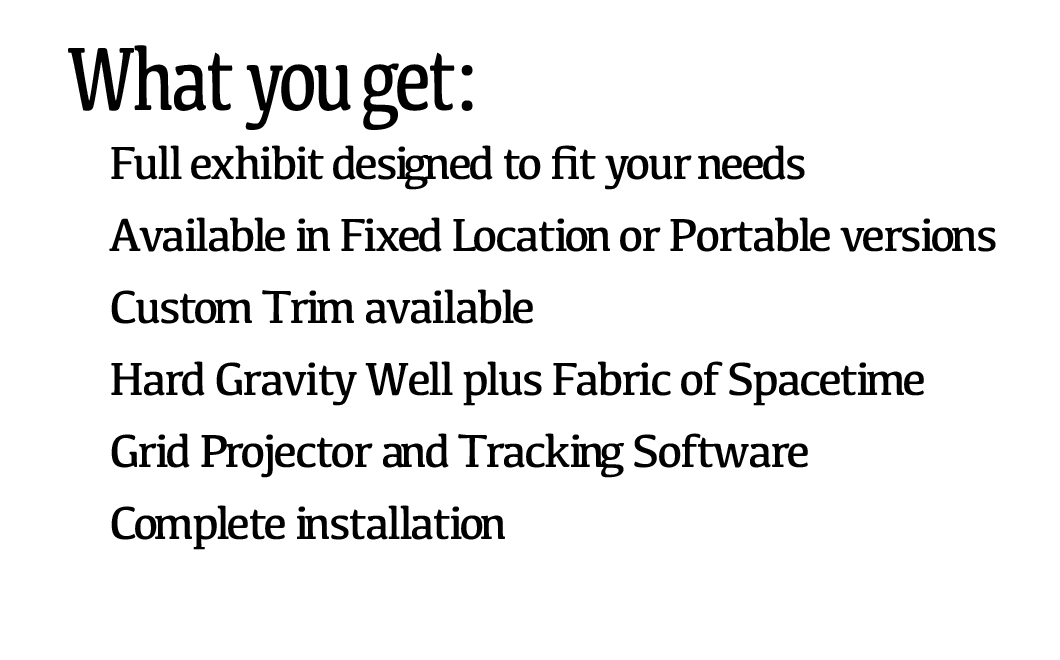 What you get:
Full exhibit designed to fit your needs
Available in Fixed Location or Portable versions
Custom Trim available
Hard Gravity Well plus Fabric of Spacetime
Grid Projector and Tracking Software
Complete installation